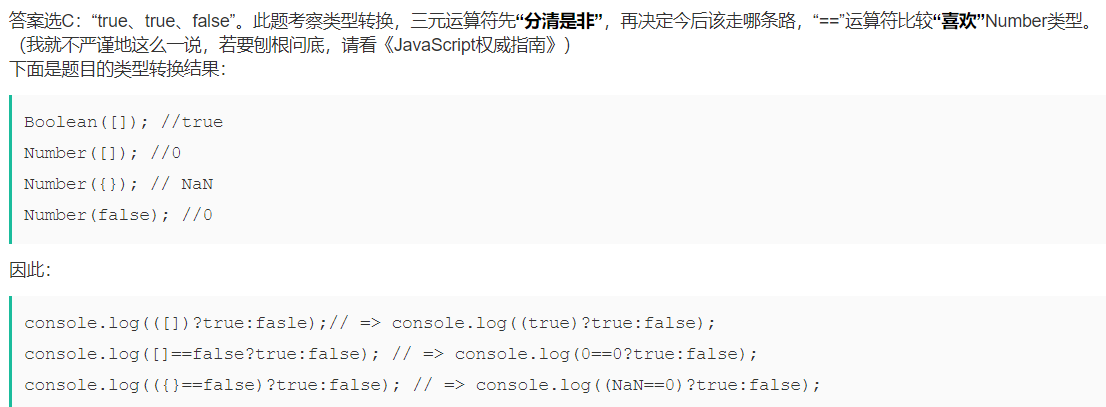 答案选C：“true、true、false”。此题考察类型转换，三元运算符先“分清是非”，再决定今后该走哪条路，“==”运算符比较“喜欢”Number类型。
（我就不严谨地这么一说，若要刨根问底，请看《JavaScript权威指南》）
下面是题目的类型转换结果：
Boolean([]); //true
Number([]); //0
Number({}); // NaN
Number(false); //0
因此：
console.log(([])?true:fasle);// => console.log((true)?true:false);
console.log([]==false?true:false); // => console.log(0==0?true:false);
console.log(({}==false)?true:false); // => console.log((NaN==0)?true:false);